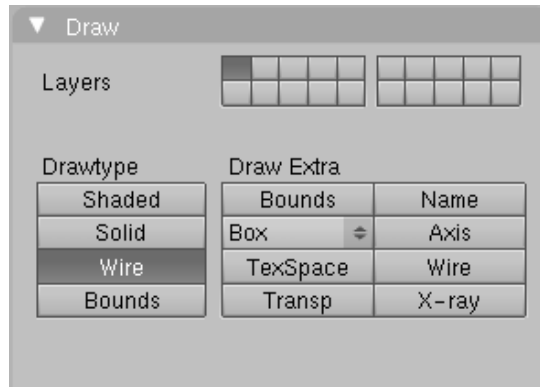 Draw
Layers
Drawtype Draw Extra
Shaded Bounds Name
Solid Box Axis
Wire TexSpace Wire
Bounds Transp X-ray